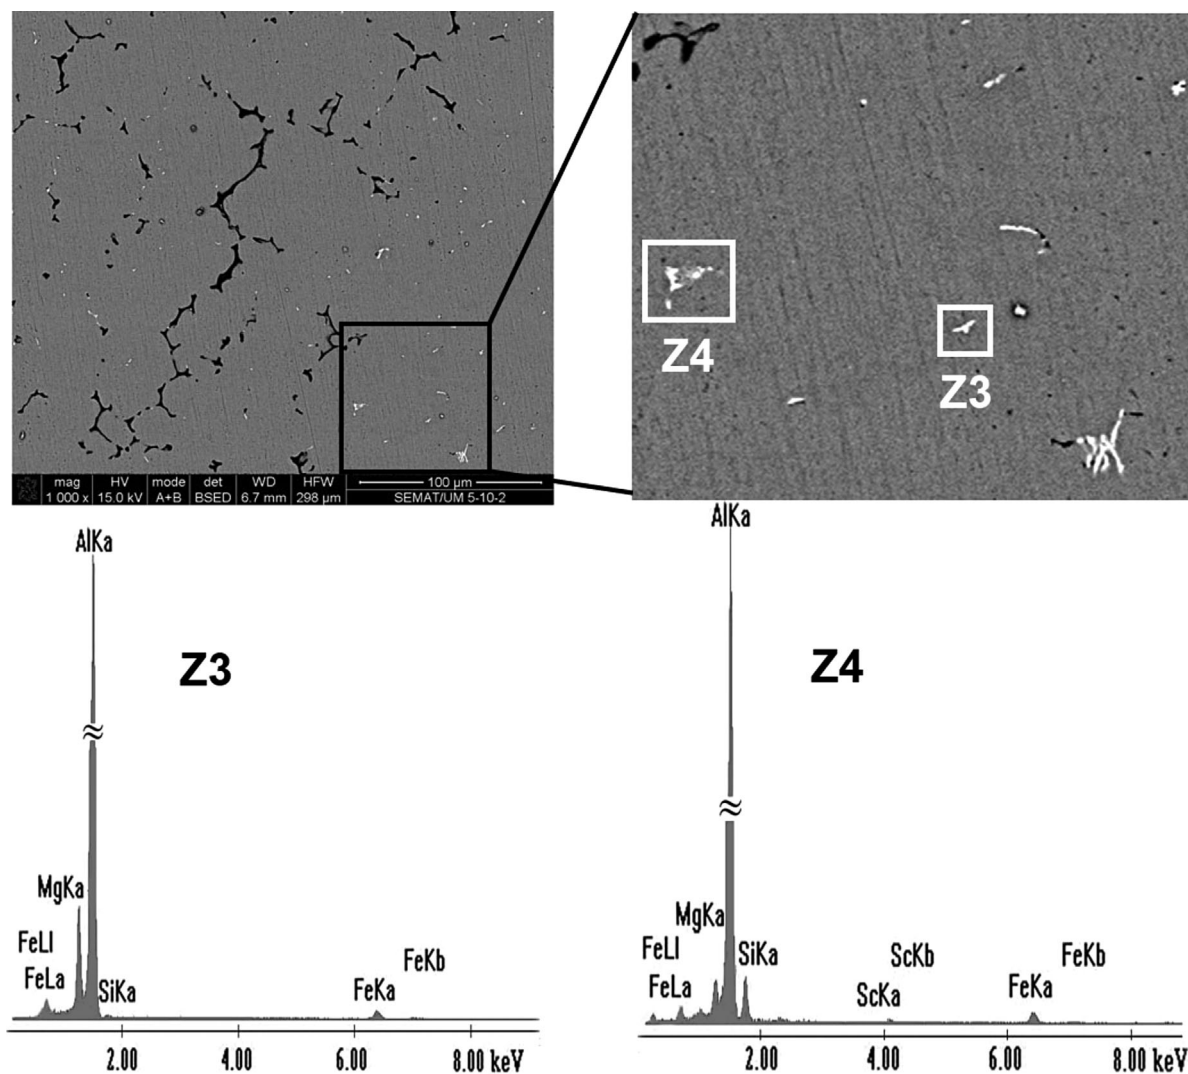 Z4
Z3
mag HV mode det WD HFW 100 µm
1 000 x 15.0 kV A+B BSED 6.7 mm 298 µm SEMAT/UM 5-10-2
AlKa
Z3
MgKa
FeLl
FeLa
SiKa
FeKa
FeKb
2.00 4.00 6.00 8.00 keV
AlKa
Z4
MgKa
FeLl
FeLa
SiKa
ScKb
ScKa
FeKb
FeKa
2.00 4.00 6.00 8.00 keV